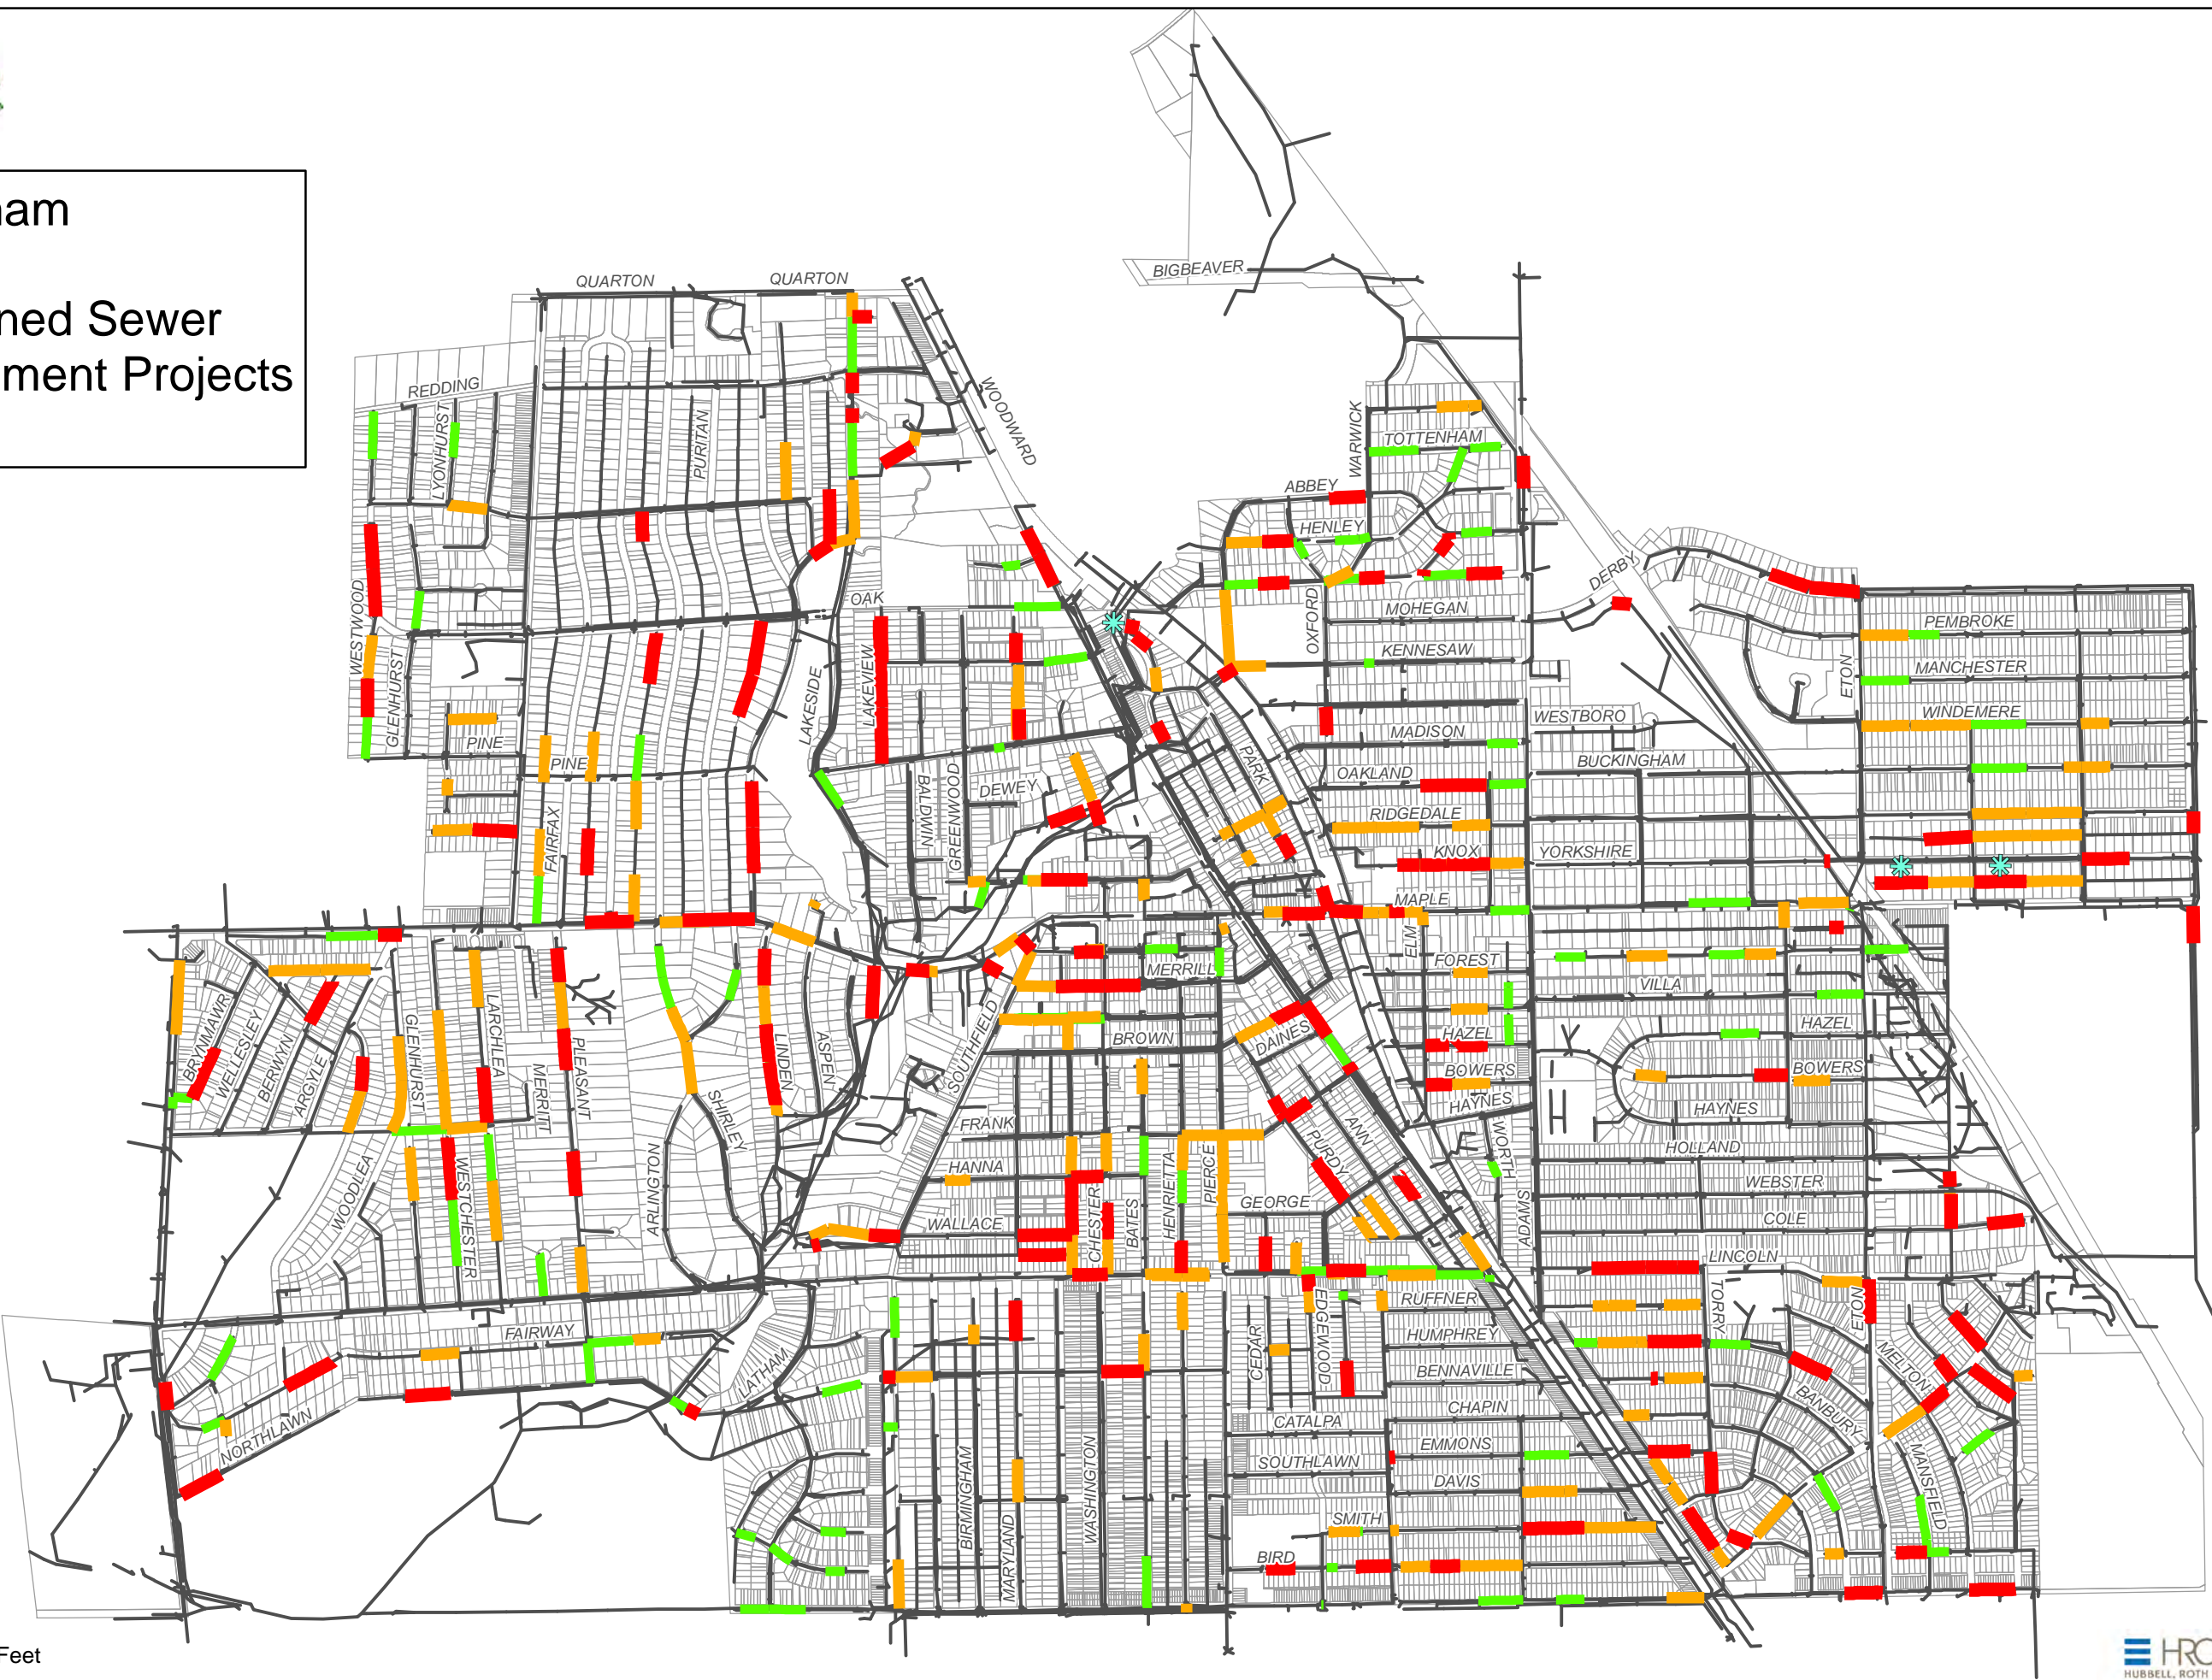 ham
ned Sewer
ment Projects
QUARTON
QUARTON
BIGBEAVER
REDDING
LYONHURST
PURITAN
WOODWARD
WARWICK
TOTTENHAM
ABBEY
HENLEY
DERBY
WESTWOOD
GLENHURST
OAK
LAKEVIEW
LAKESIDE
OXFORD
MOHEGAN
KENNESAW
PEMBROKE
MANCHESTER
ETON
WINDEMERE
PINE
PINE
FAIRFAX
BALDWIN
GREENWOOD
DEWEY
PARK
MADISON
WESTBORO
BUCKINGHAM
OAKLAND
RIDGEDALE
KNOX
YORKSHIRE
MAPLE
ELM
FOREST
VILLA
MERRILL
BRYNMAWR
WELLESLEY
BERWYN
ARGYLE
GLENHURST
LARCHLEA
MERRITT
PLEASANT
LINDEN
ASPEN
SHIRLEY
SOUTHFIELD
BROWN
DAINES
HAZEL
HAZEL
BOWERS
BOWERS
HAYNES
HAYNES
FRANK
HANNA
WALLACE
CHESTER
BATES
HENRIETTA
PIERCE
PURDY
ANN
GEORGE
WORTH
ADAMS
HOLLAND
WEBSTER
COLE
LINCOLN
WOODLEA
WESTCHESTER
ARLINGTON
FAIRWAY
LATHAM
NORTHLAWN
EDGEWOOD
CEDAR
RUFFNER
HUMPHREY
BENNAVILLE
CHAPIN
CATALPA
EMMONS
SOUTHLAWN
DAVIS
SMITH
BIRD
TORRY
ETON
MELTON
BANBURY
MANSFIELD
BIRMINGHAM
MARYLAND
WASHINGTON
Feet
HRC
HUBBELL, ROTH